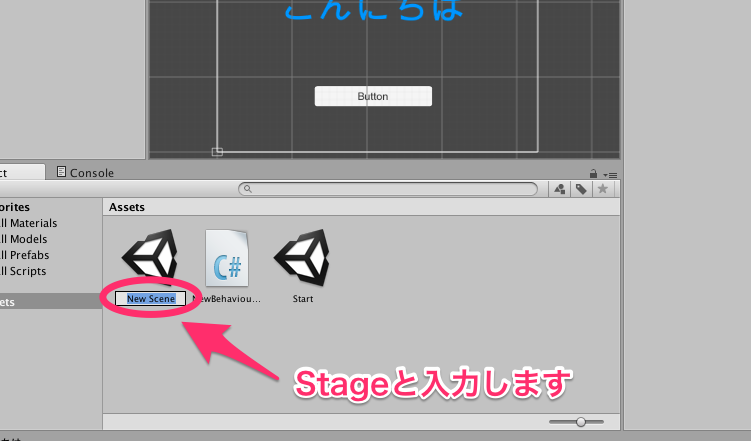 こんにちは
Button
ct
Console
orites
ll Materials
ll Models
ll Prefabs
ll Scripts
ets
Assets
C#
New Scene
NewBehaviou...
Start
Stageと入力します